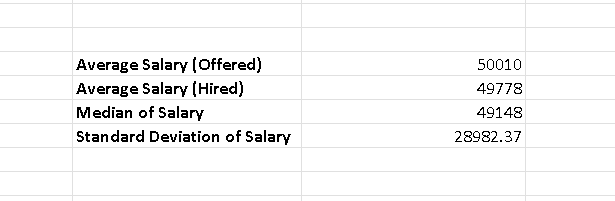 Average Salary (Offered) 50010
Average Salary (Hired) 49778
Median of Salary 49148
Standard Deviation of Salary 28982.37